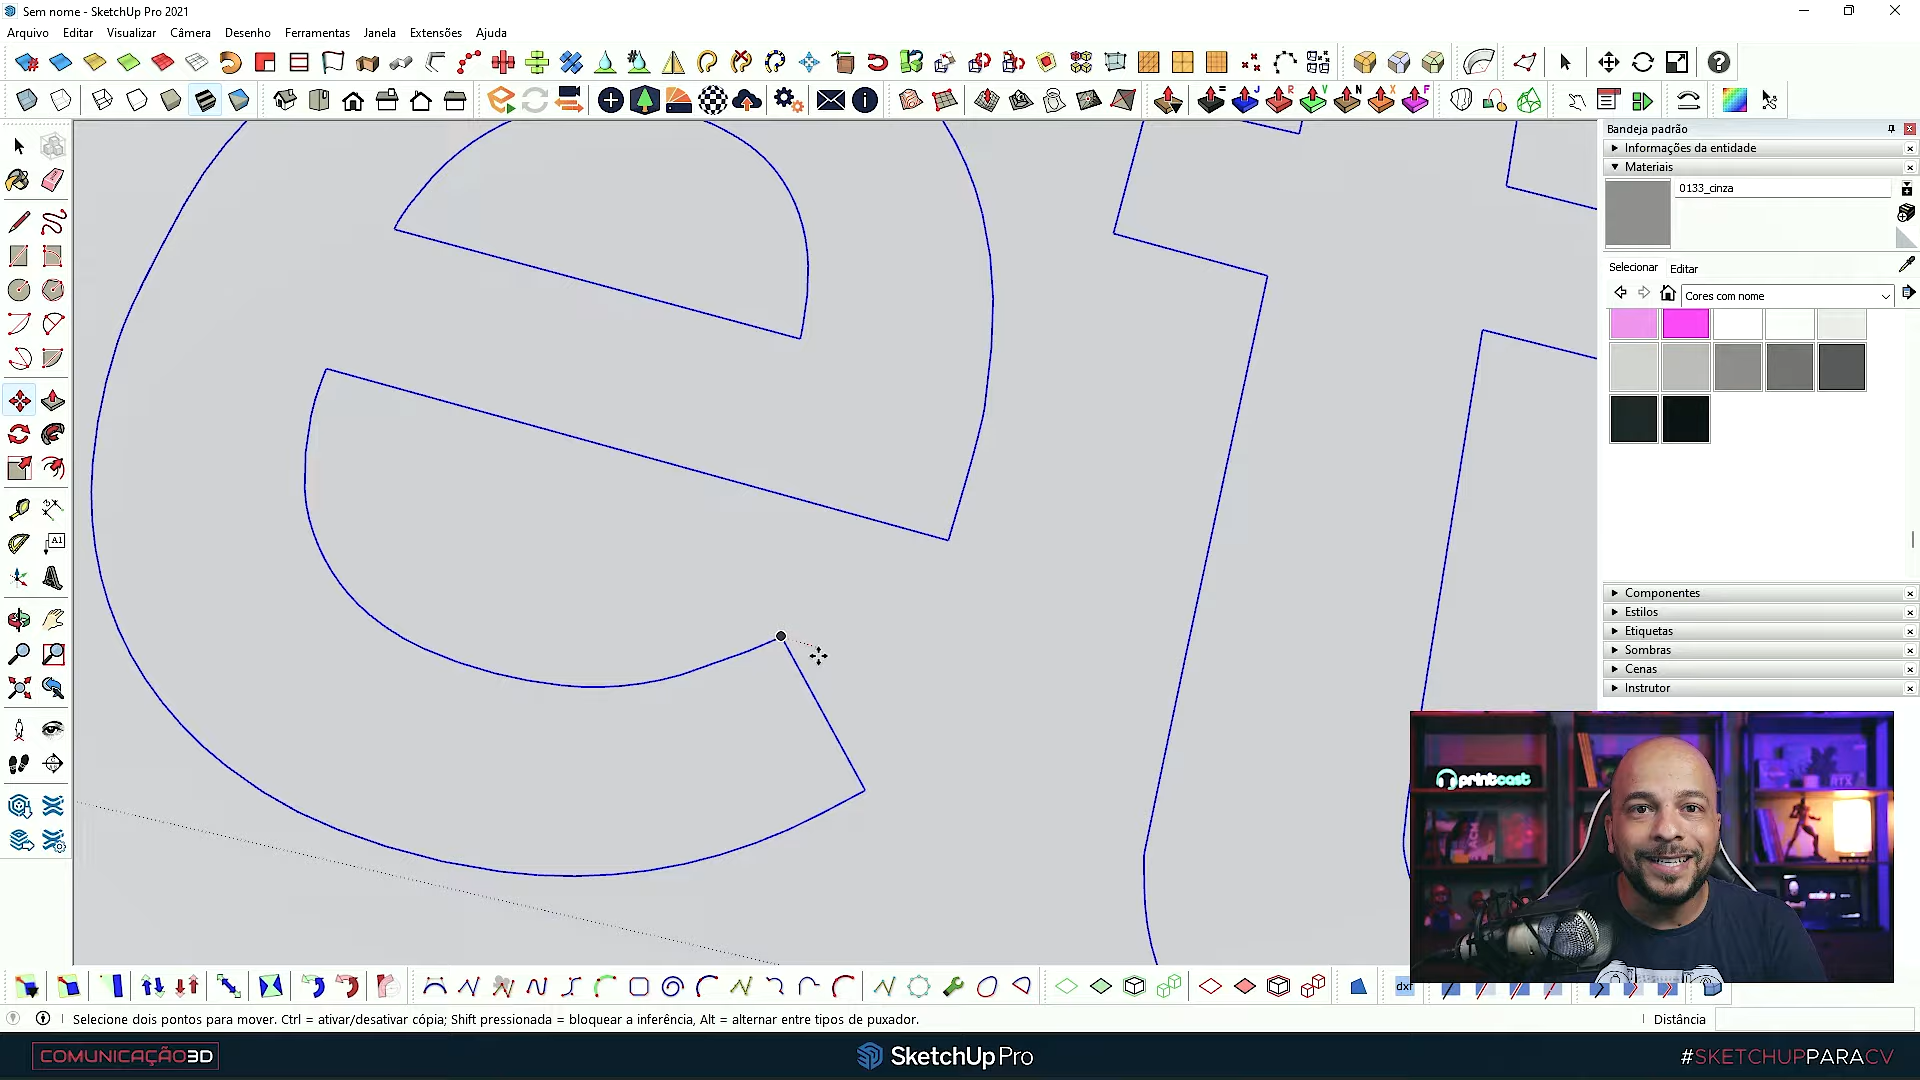 Sem nome - SketchUp Pro 2021
Arquivo Editar Visualizar Câmera Desenho Ferramentas Janela Extensões Ajuda
Bandeja padrão
Informações da entidade
Materiais
0133_cinza
Selecionar Editar
Cores com nome
Componentes
Estilos
Etiquetas
Sombras
Cenas
Instrutor
printcast
dxf
Selecione dois pontos para mover. Ctrl = ativar/desativar cópia; Shift pressionada = bloquear a inferência, Alt = alternar entre tipos de puxador.
Distância
COMUNICAÇÃO3D
SketchUp Pro
#SKETCHUPPARACV